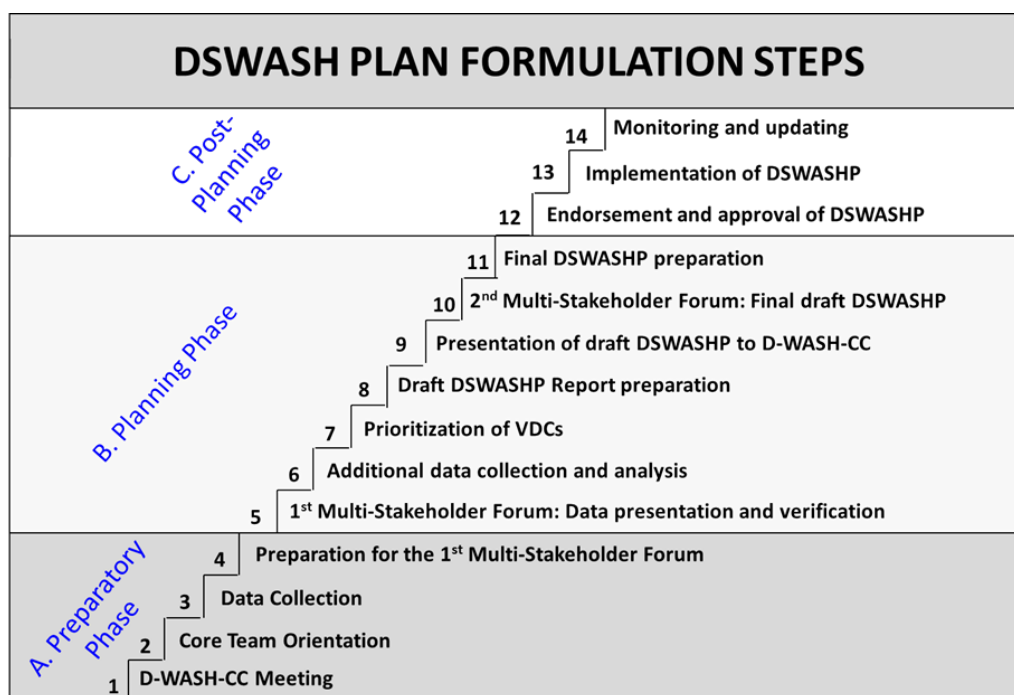 DSWASH PLAN FORMULATION STEPS
C. Post-
Planning
Phase
14 Monitoring and updating
13 Implementation of DSWASHP
12 Endorsement and approval of DSWASHP
B. Planning Phase
11 Final DSWASHP preparation
10 2nd Multi-Stakeholder Forum: Final draft DSWASHP
9 Presentation of draft DSWASHP to D-WASH-CC
8 Draft DSWASHP Report preparation
7 Prioritization of VDCs
6 Additional data collection and analysis
5 1st Multi-Stakeholder Forum: Data presentation and verification
A. Preparatory
Phase
4 Preparation for the 1st Multi-Stakeholder Forum
3 Data Collection
2 Core Team Orientation
1 D-WASH-CC Meeting